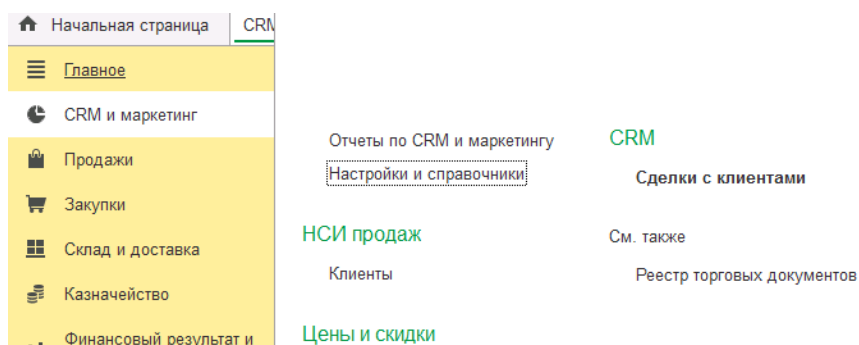 Начальная страница
CRM
Главное
CRM и маркетинг
Продажи
Закупки
Склад и доставка
Казначейство
Финансовый результат и
Отчеты по CRM и маркетингу
Настройки и справочники
НСИ продаж
Клиенты
Цены и скидки
CRM
Сделки с клиентами
См. также
Реестр торговых документов